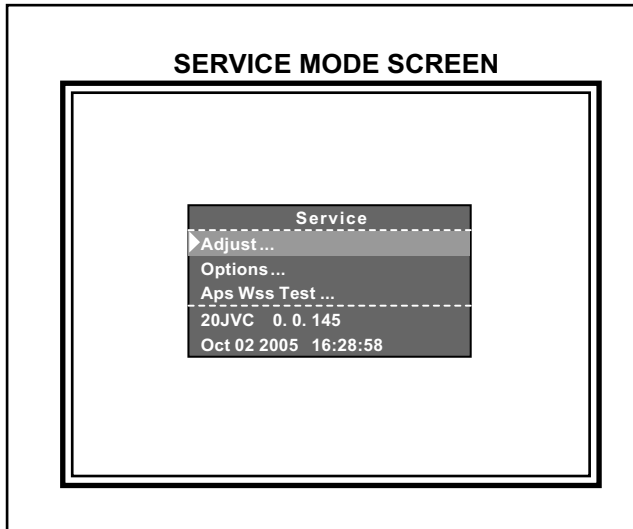 SERVICE MODE SCREEN
Service
Adjust...
Options...
Aps Wss Test ...
20JVC 0. 0. 145
Oct 02 2005 16:28:58